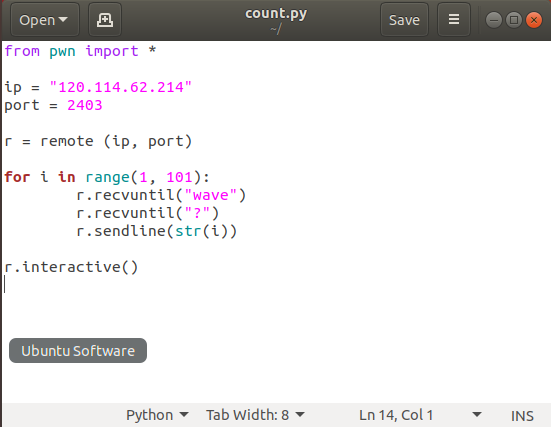 Open
count.py
~/
Save
from pwn import *
ip = "120.114.62.214"
port = 2403
r = remote (ip, port)
for i in range(1, 101):
        r.recvuntil("wave")
        r.recvuntil("?")
        r.sendline(str(i))
r.interactive()
Ubuntu Software
Python Tab Width: 8 Ln 14, Col 1 INS